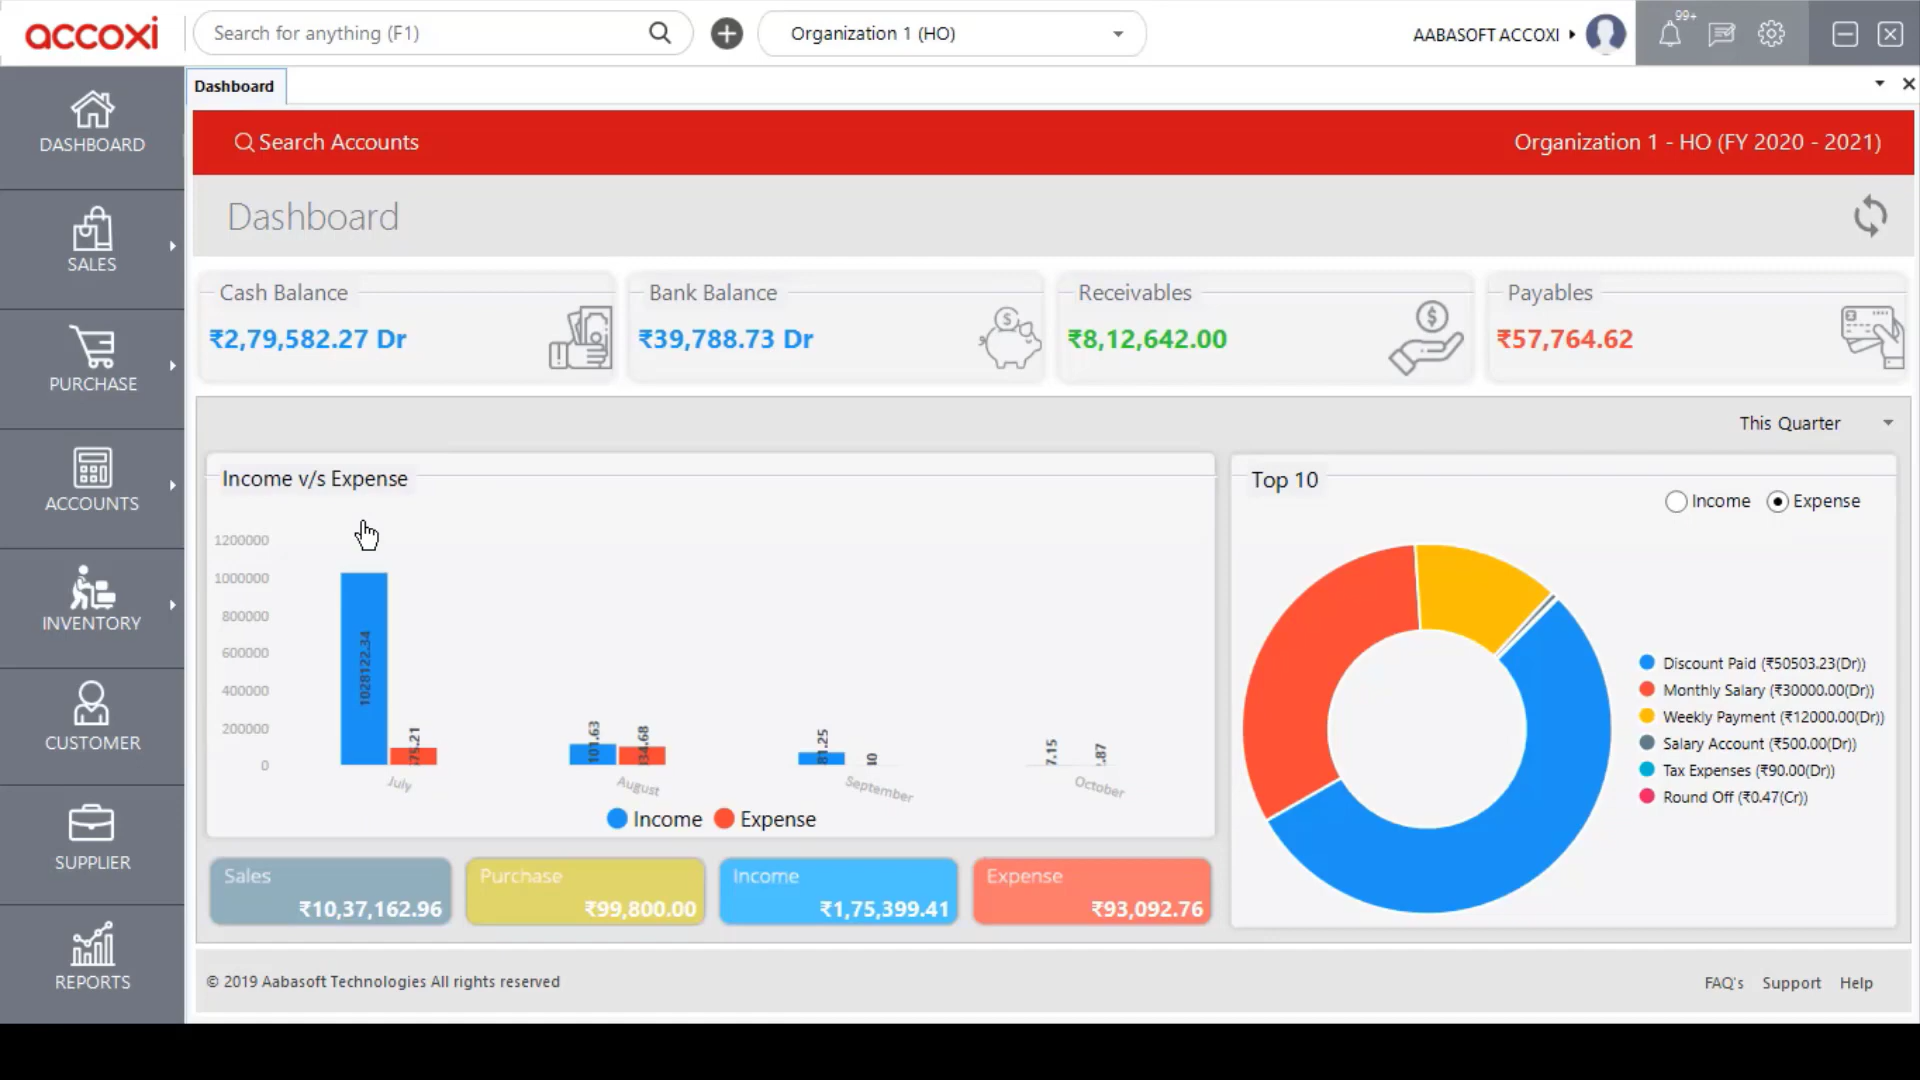 accoxi
Search for anything (F1)
Organization 1 (HO)
AABASOFT ACCOXI
99+
Dashboard
DASHBOARD
SALES
PURCHASE
ACCOUNTS
INVENTORY
CUSTOMER
SUPPLIER
REPORTS
Search Accounts
Organization 1 - HO (FY 2020 - 2021)
Dashboard
Cash Balance
₹2,79,582.27 Dr
Bank Balance
₹39,788.73 Dr
Receivables
₹8,12,642.00
Payables
₹57,764.62
This Quarter
Income v/s Expense
1200000
1000000
800000
600000
400000
200000
0
1028122.34
July
August
September
October
Income Expense
Top 10
Income Expense
Discount Paid (₹50503.23(Dr))
Monthly Salary (₹30000.00(Dr))
Weekly Payment (₹12000.00(Dr))
Salary Account (₹500.00(Dr))
Tax Expenses (₹90.00(Dr))
Round Off (₹0.47(Cr))
Sales
₹10,37,162.96
Purchase
₹99,800.00
Income
₹1,75,399.41
Expense
₹93,092.76
© 2019 Aabasoft Technologies All rights reserved
FAQ's Support Help